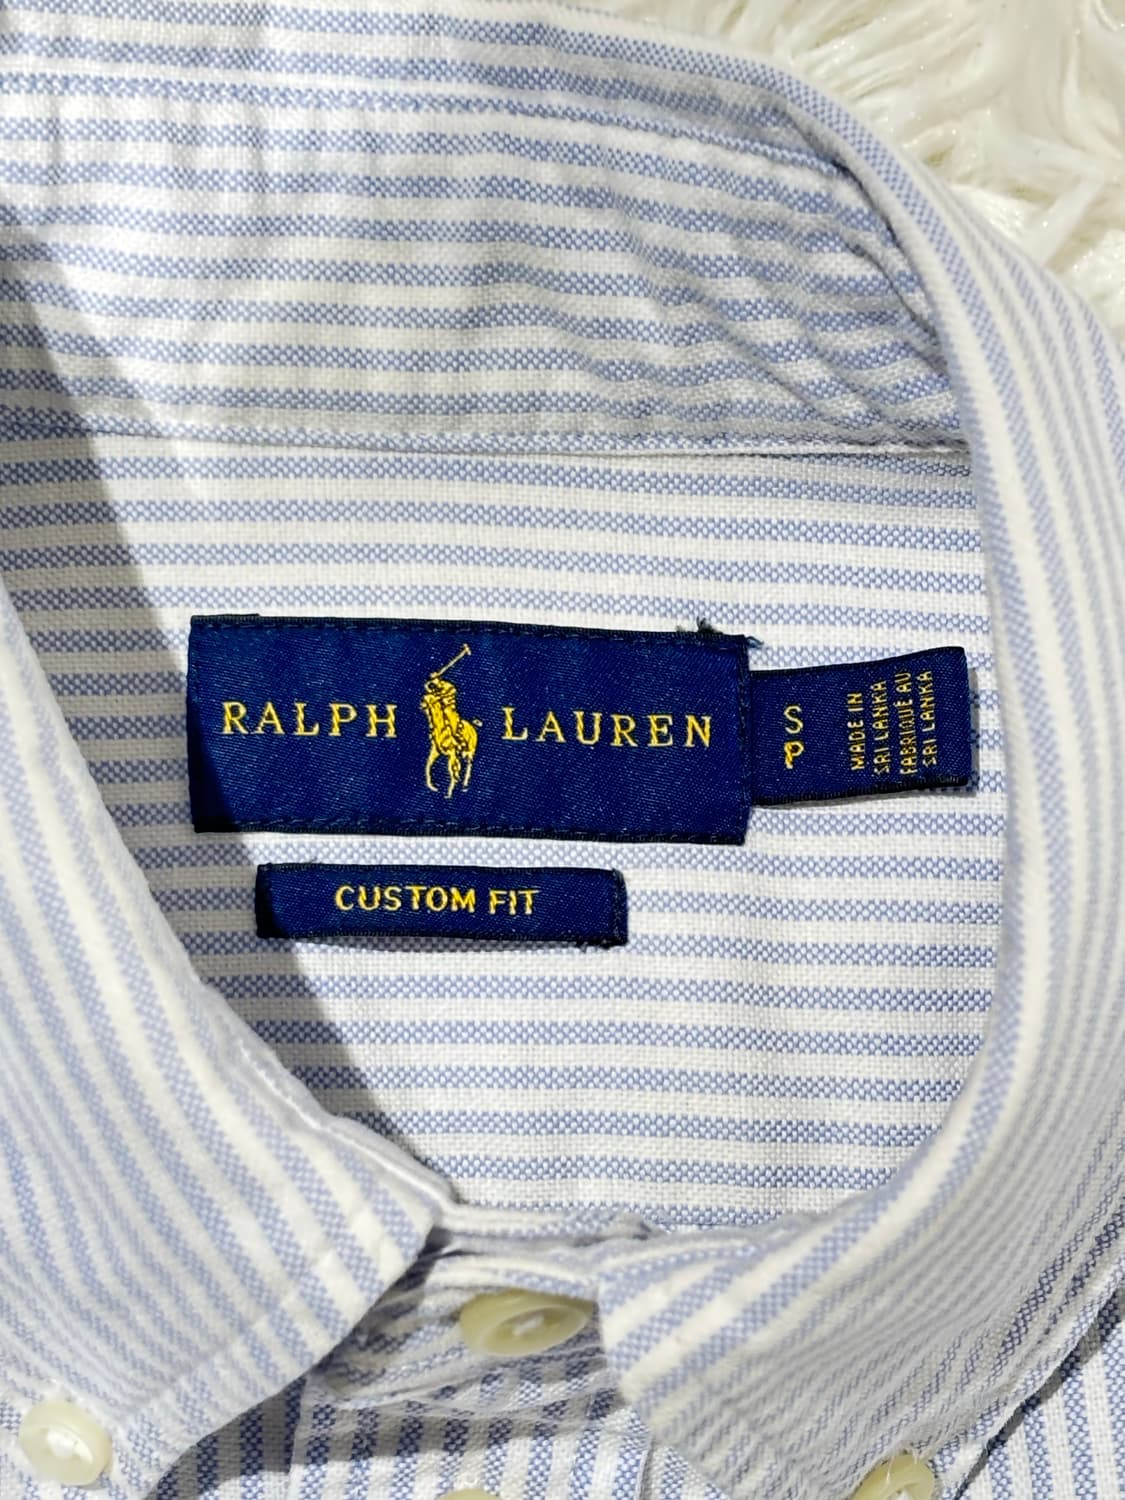 RALPH LAUREN
S
P
MADE IN
SRI LANKA
FABRIQUÉ AU
SRI LANKA
CUSTOM FIT